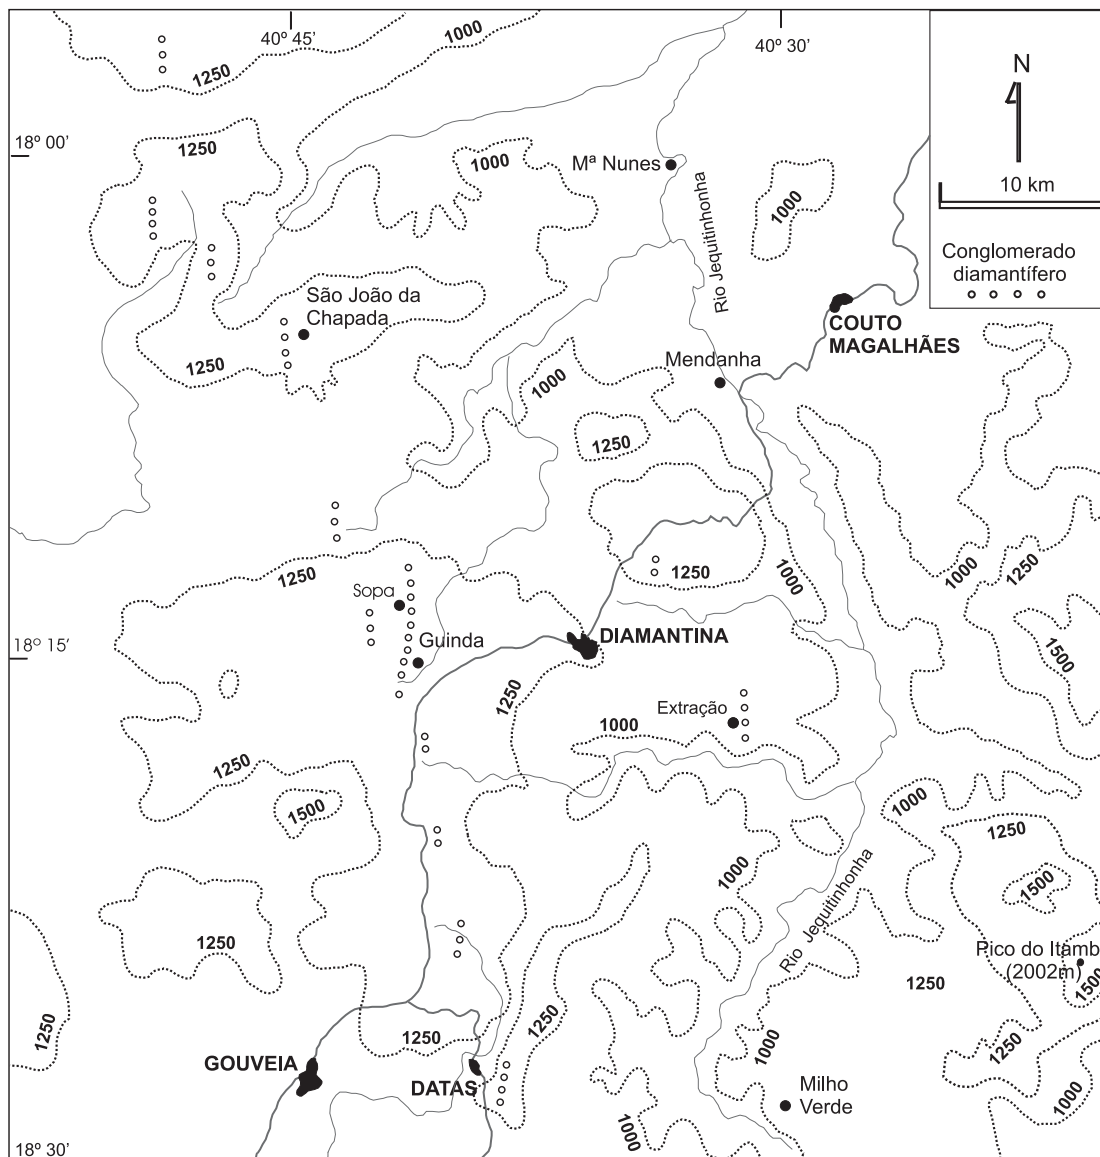 1000
40º 45’
40º 30’
1250
N
18º 00’
1250
1000
Mª Nunes
10 km
Rio Jequitinhonha
1000
Conglomerado
diamantífero
São João da
Chapada
COUTO
MAGALHÃES
1250
Mendanha
1000
1250
1250
1250
1000
1000
1250
Sopa
Guinda
DIAMANTINA
18º 15’
1500
1250
Extração
1000
1250
1500
1000
1250
1000
1500
Rio Jequitinhonha
1250
Pico do Itamb
(2002m)
1250
1500
1250
1250
1250
1000
1250
GOUVEIA
DATAS
Milho
Verde
1000
1000
18º 30’